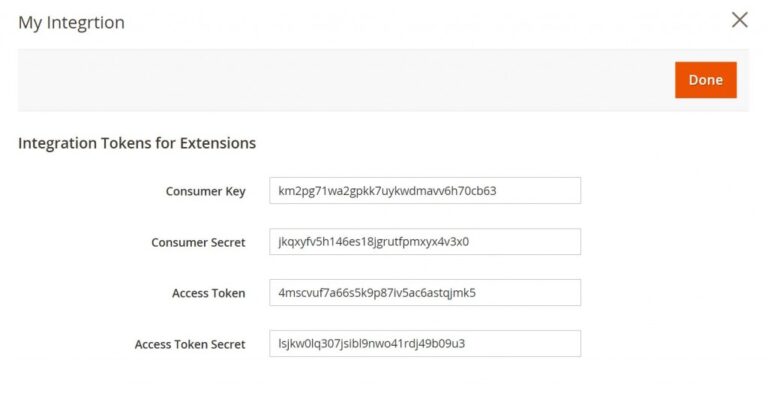 My Integrtion
Done
Integration Tokens for Extensions
Consumer Key km2pg71wa2gpkk7uykwdmavv6h70cb63
Consumer Secret jkqxyfv5h146es18jgrutfpmxyx4v3x0
Access Token 4mscvuf7a66s5k9p87iv5ac6astqjmk5
Access Token Secret lsjkw0lq307jsibl9nwo41rdj49b09u3